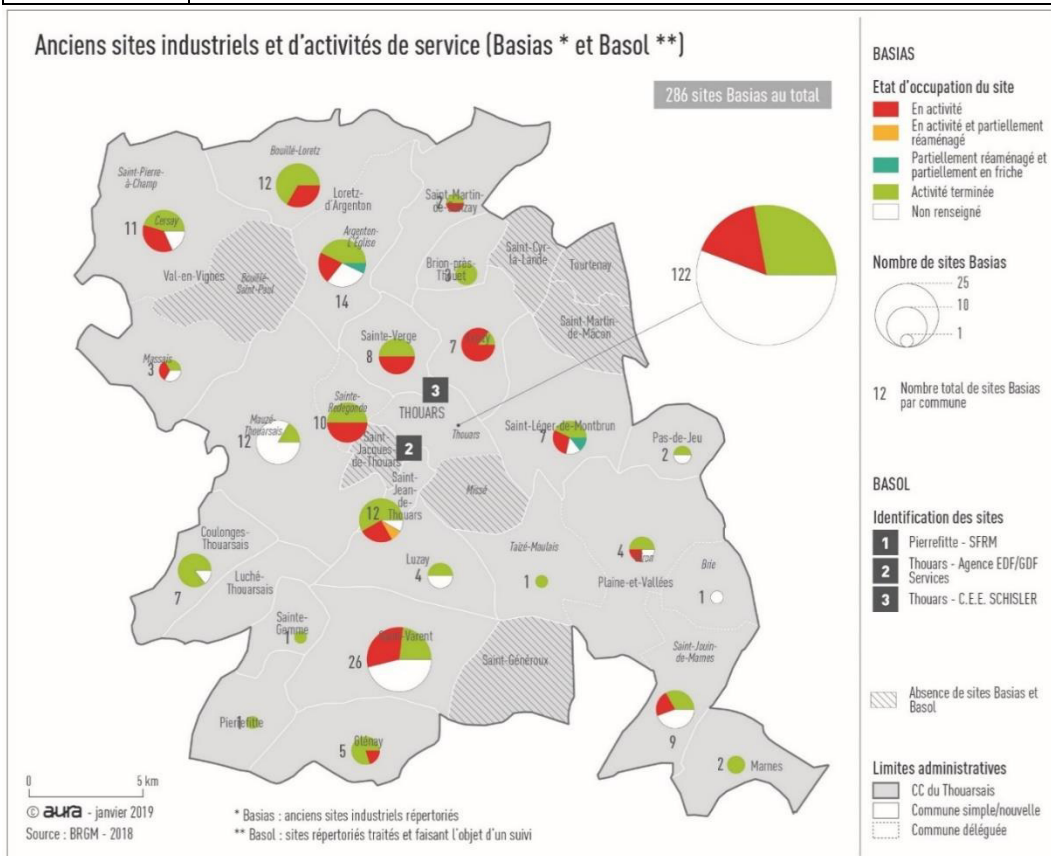 Anciens sites industriels et d'activités de service (Basias * et Basol **)
286 sites Basias au total
Saint-Pierre-
à-Champ
11
Cersay
Bouillé-Loretz
12
Loretz-
d'Argenton
Saint-Martin-
2
Argenton-
L'Église
14
Val-en-Vignes
Bouillé-
Saint-Paul
Brion-près-
Thouet
3
Saint-Cyr-
la-Lande
Tourtenay
Saint-Martin-
de-Mâcon
122
Massais
3
Sainte-Verge
8
7
3
THOUARS
Thouars
Sainte-
Radegonde
10
Mauzé-
Thouarsais
12
Saint-
Jacques-
de-Thouars
2
Saint-Léger-de-Montbrun
7
Pas-de-Jeu
2
Missé
Saint-
Jean-
de-
Thouars
12
Coulonges-
Thouarsais
7
Luché-
Thouarsais
Luzay
4
Taizé-Maulais
1
4
Plaine-et-Vallées
Brie
1
Sainte-
Gemme
1
26
Saint-Varent
Saint-Généroux
Saint-Jouin-
de-Marnes
9
Pierrefitte
1
Glénay
5
2
Marnes
0
5 km
© aura - janvier 2019
Source : BRGM - 2018
* Basias : anciens sites industriels répertoriés
** Basol : sites répertoriés traités et faisant l'objet d'un suivi
BASIAS
Etat d'occupation du site
En activité
En activité et partiellement
réaménagé
Partiellement réaménagé et
partiellement en friche
Activité terminée
Non renseigné
Nombre de sites Basias
25
10
1
12 Nombre total de sites Basias
par commune
BASOL
Identification des sites
1 Pierrefitte - SFRM
2 Thouars - Agence EDF/GDF
Services
3 Thouars - C.E.E. SCHISLER
Absence de sites Basias et
Basol
Limites administratives
CC du Thouarsais
Commune simple/nouvelle
Commune déléguée